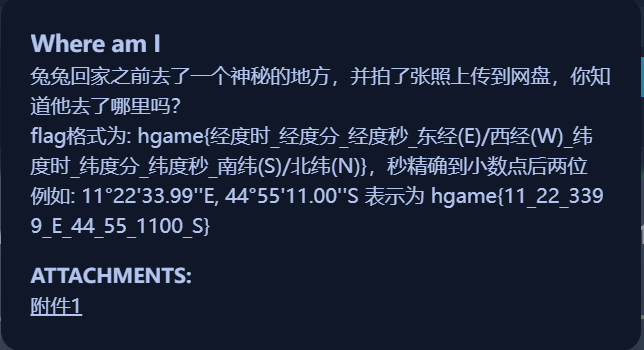 Where am I
兔兔回家之前去了一个神秘的地方，并拍了张照上传到网盘，你知
道他去了哪里吗？
flag格式为: hgame{经度时_经度分_经度秒_东经(E)/西经(W)_纬
度时_纬度分_纬度秒_南纬(S)/北纬(N)}，秒精确到小数点后两位
例如: 11°22'33.99''E, 44°55'11.00''S 表示为 hgame{11_22_339
9_E_44_55_1100_S}
ATTACHMENTS:
附件1